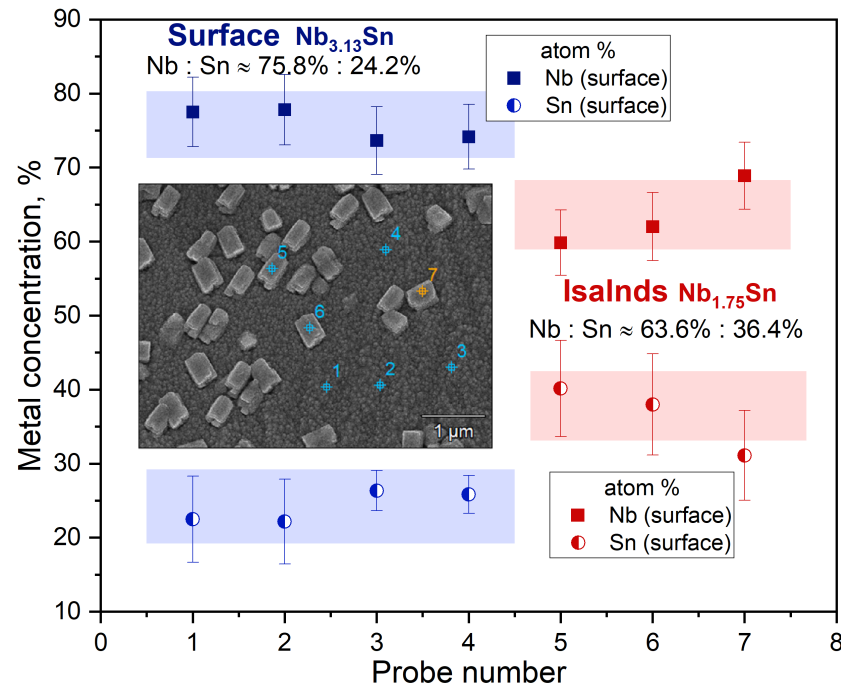 90
80
70
60
50
40
30
20
10
Metal concentration, %
Surface Nb3.13Sn
Nb : Sn ≈ 75.8% : 24.2%
atom %
Nb (surface)
Sn (surface)
4
5
7
6
3
1
2
1 µm
Isalnds Nb1.75Sn
Nb : Sn ≈ 63.6% : 36.4%
atom %
Nb (surface)
Sn (surface)
0 1 2 3 4 5 6 7 8
Probe number